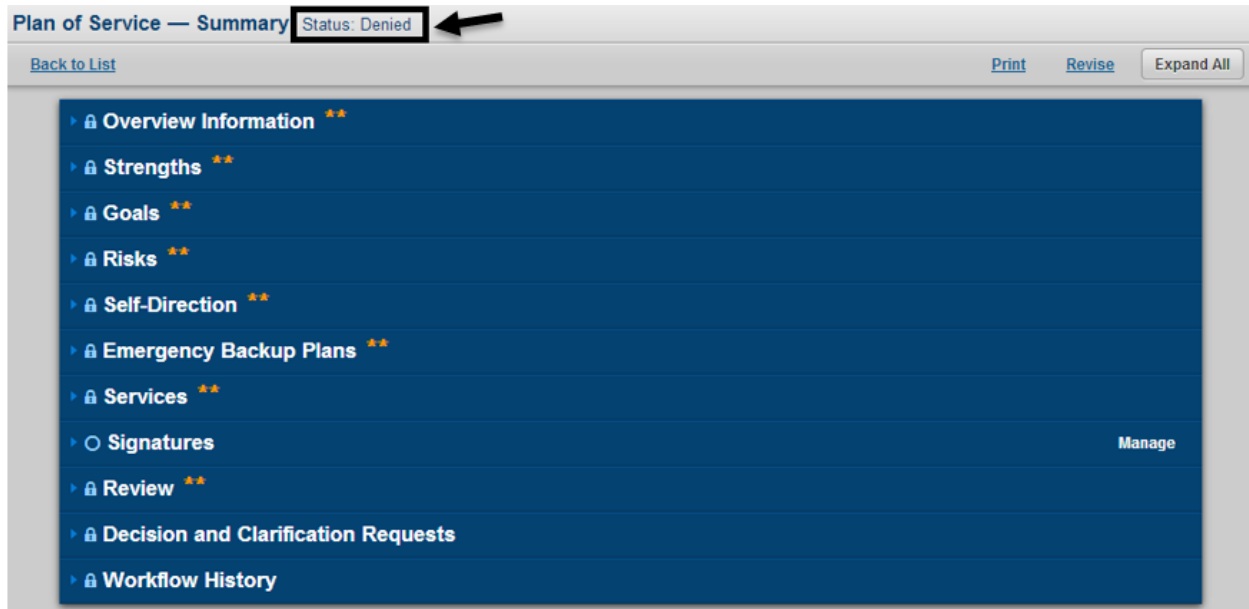 Plan of Service — Summary Status: Denied
Back to List Print Revise Expand All
Overview Information **
Strengths **
Goals **
Risks **
Self-Direction **
Emergency Backup Plans **
Services **
Signatures Manage
Review **
Decision and Clarification Requests
Workflow History